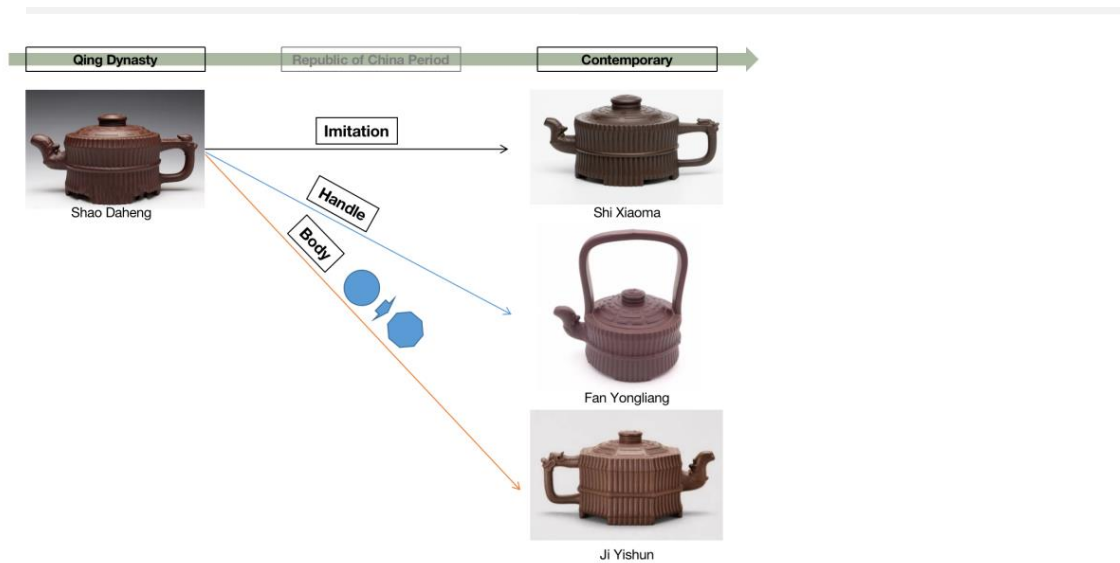 Qing Dynasty
Republic of China Period
Contemporary
Imitation
Handle
Body
Shao Daheng
Shi Xiaoma
Fan Yongliang
Ji Yishun